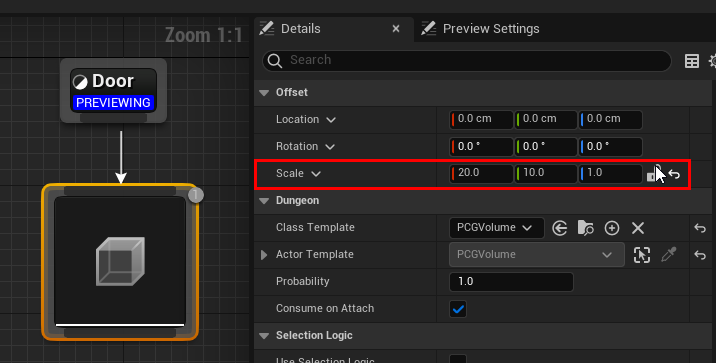 Zoom 1:1
Door
PREVIEWING
Details
Preview Settings
Search
Offset
Location 0.0 cm 0.0 cm 0.0 cm
Rotation 0.0 ° 0.0 ° 0.0 °
Scale 20.0 10.0 1.0
Dungeon
Class Template PCGVolume
Actor Template PCGVolume
Probability 1.0
Consume on Attach
Selection Logic
Use Selection Logic